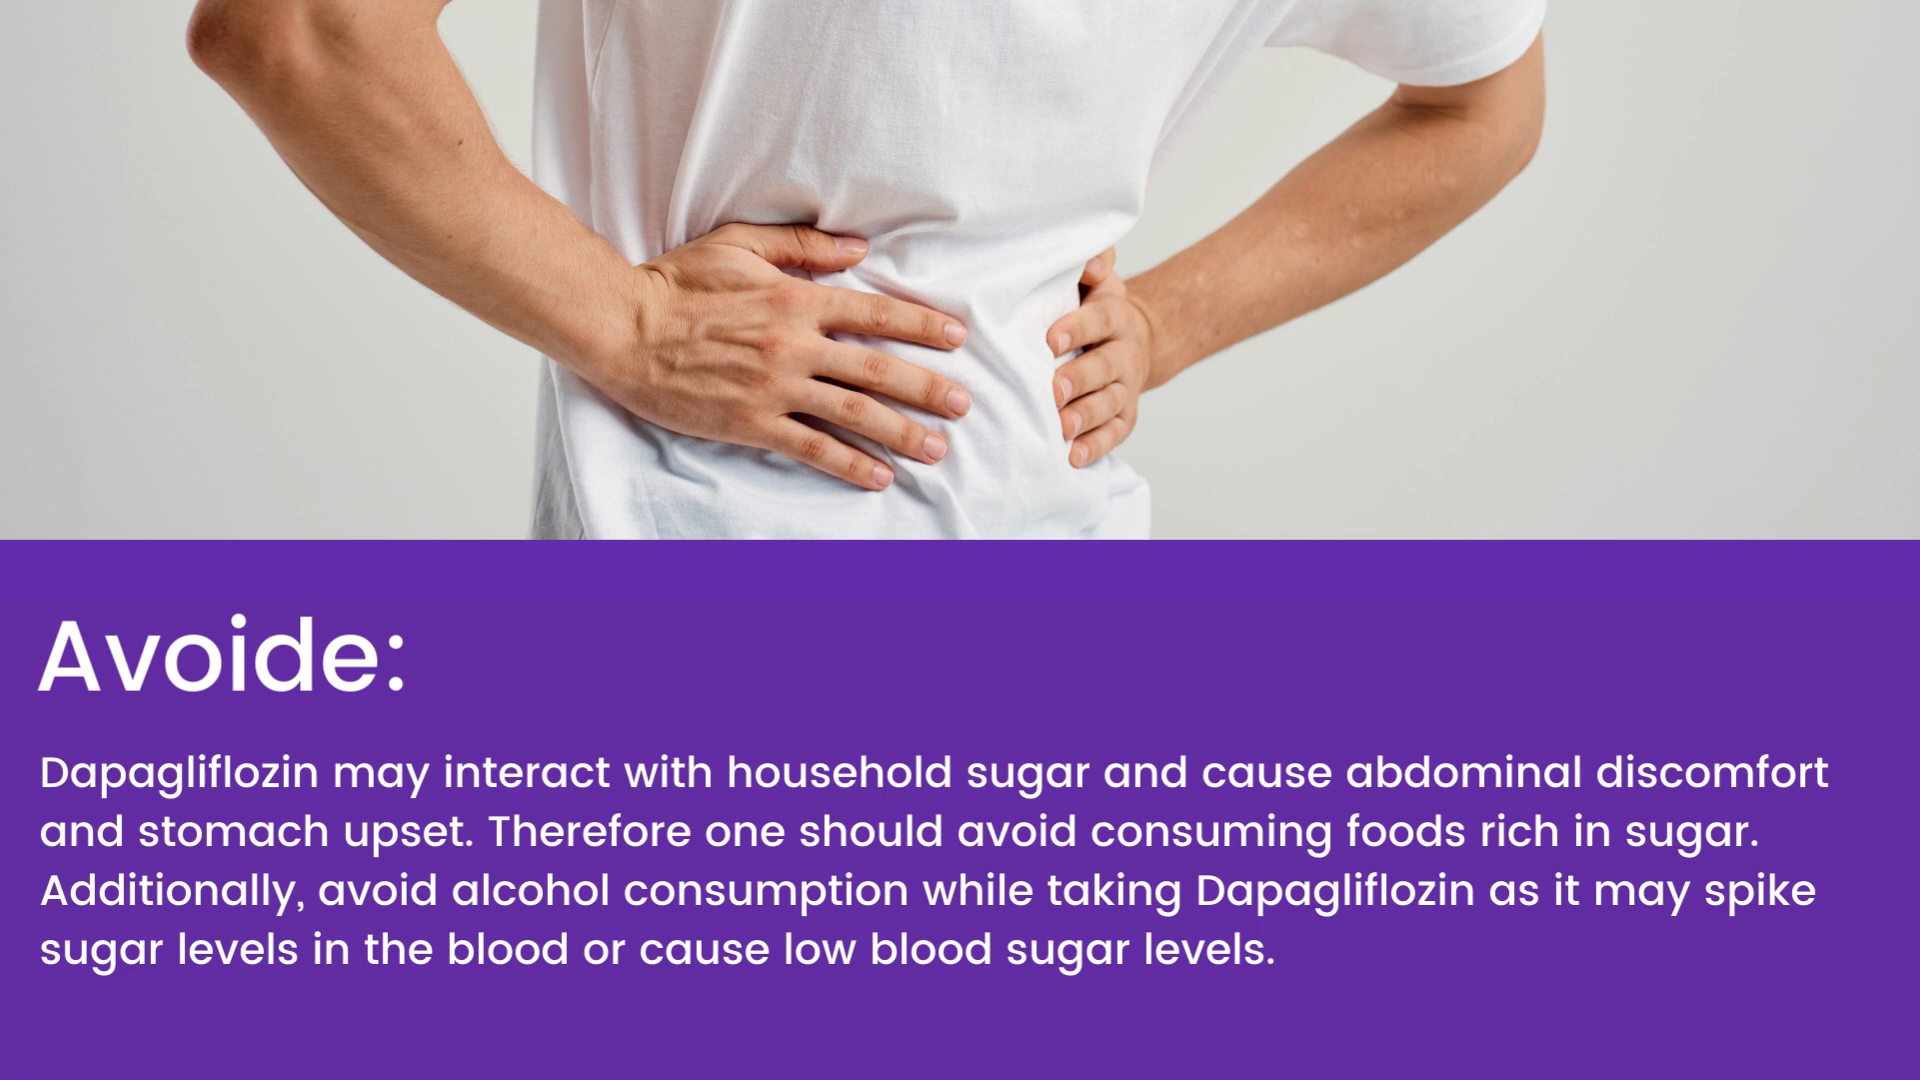 Avoide:
Dapagliflozin may interact with household sugar and cause abdominal discomfort
and stomach upset. Therefore one should avoid consuming foods rich in sugar.
Additionally, avoid alcohol consumption while taking Dapagliflozin as it may spike
sugar levels in the blood or cause low blood sugar levels.